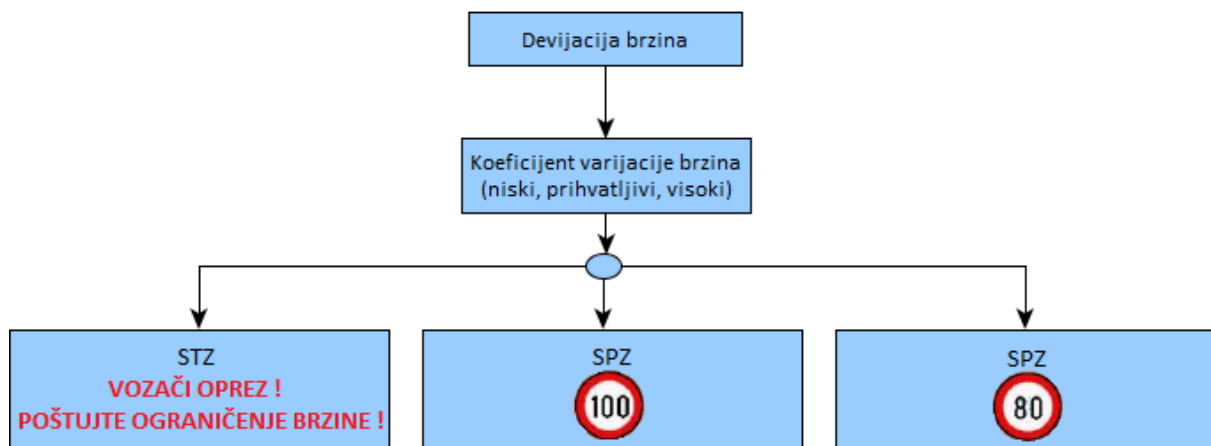 Devijacija brzina
Koeficijent varijacije brzina
(niski, prihvatljivi, visoki)
STZ
VOZAČI OPREZ !
POŠTUJTE OGRANIČENJE BRZINE !
SPZ
100
SPZ
80